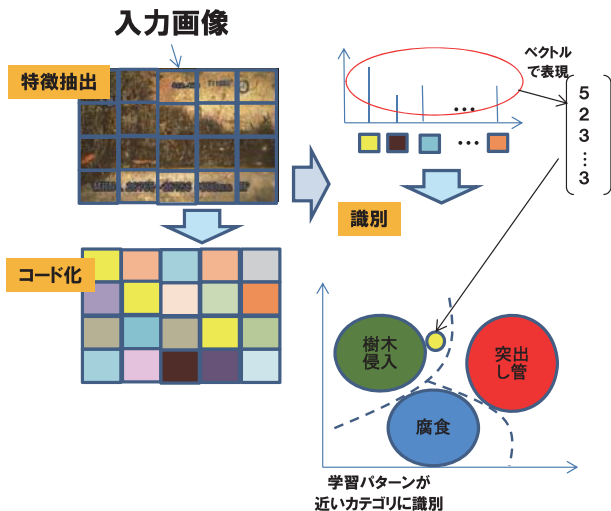 入力画像
特徴抽出
コード化
ベクトル
で表現
5
2
3
…
3
…
…
識別
樹木
侵入
突出
し管
腐食
学習パターンが
近いカテゴリに識別